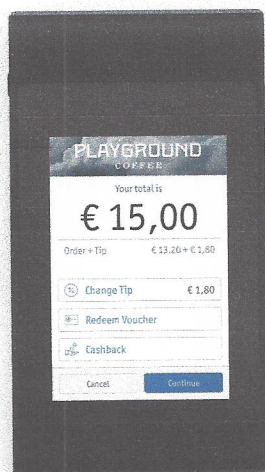 PLAYGROUND
COFFEE
Your total is
€ 15,00
Order + Tip € 13,20 + € 1,80
Change Tip € 1,80
Redeem Voucher
Cashback
Cancel Continue